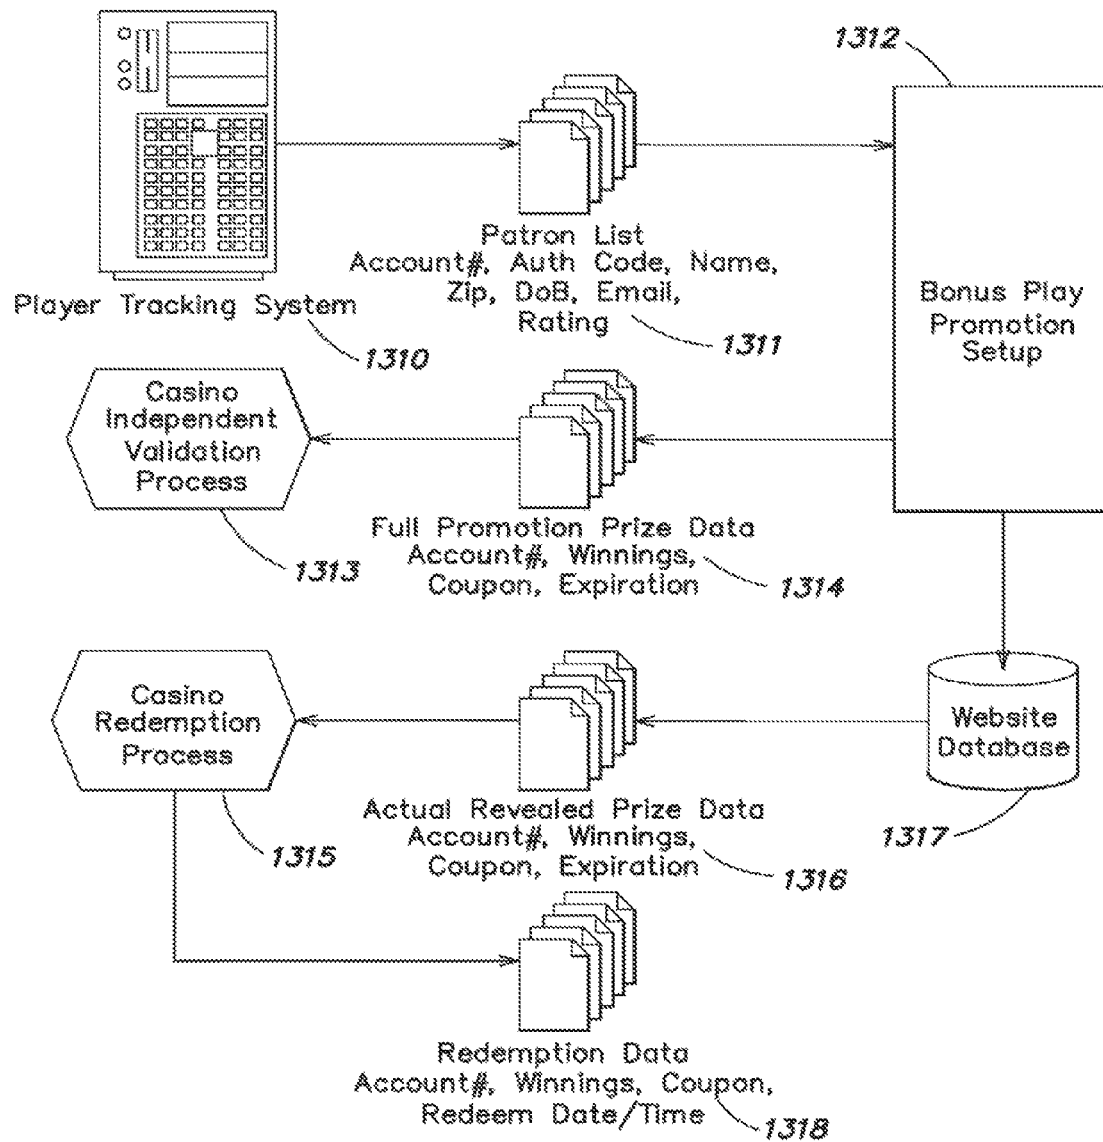 1312
Patron List
Account#, Auth Code, Name,
Zip, DoB, Email,
Rating
Player Tracking System
1310
1311
Bonus Play
Promotion
Setup
Casino
Independent
Validation
Process
1313
Full Promotion Prize Data
Account#, Winnings,
Coupon, Expiration
1314
Casino
Redemption
Process
1315
Actual Revealed Prize Data
Account#, Winnings,
Coupon, Expiration
1316
Website
Database
1317
Redemption Data
Account#, Winnings, Coupon,
Redeem Date/Time
1318